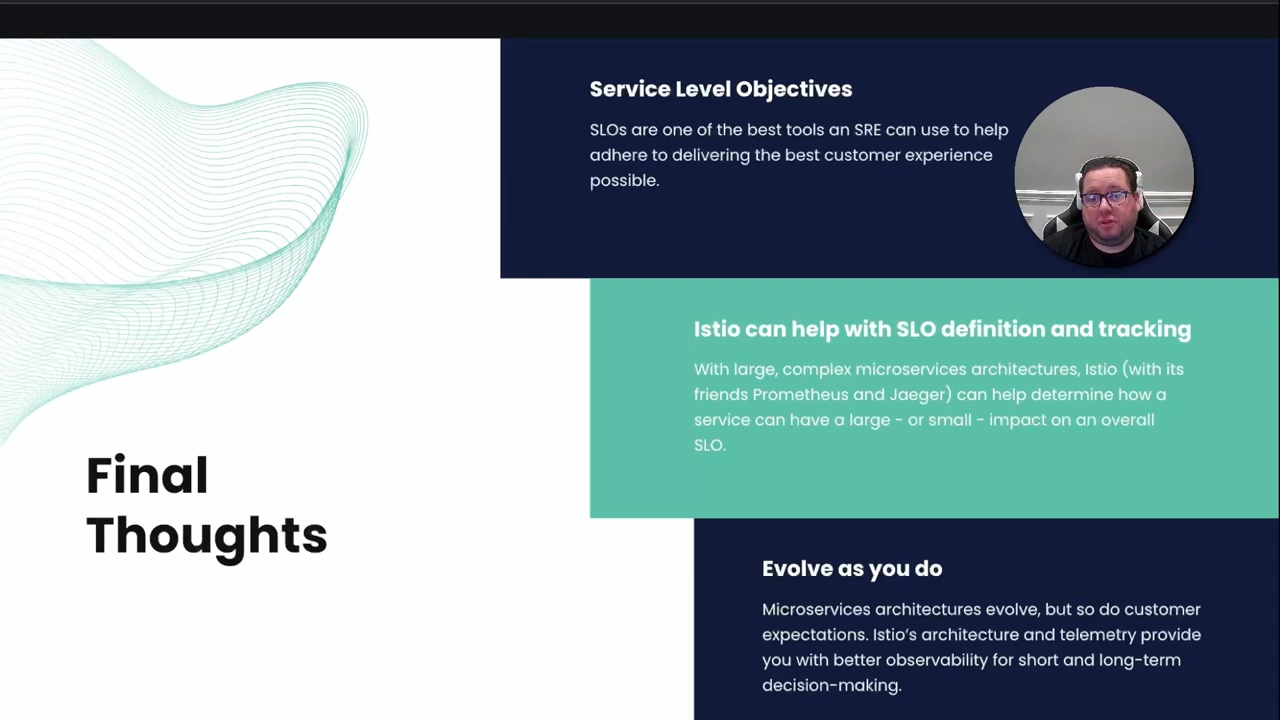 Final
Thoughts
Service Level Objectives
SLOs are one of the best tools an SRE can use to help
adhere to delivering the best customer experience
possible.
Istio can help with SLO definition and tracking
With large, complex microservices architectures, Istio (with its
friends Prometheus and Jaeger) can help determine how a
service can have a large - or small - impact on an overall
SLO.
Evolve as you do
Microservices architectures evolve, but so do customer
expectations. Istio’s architecture and telemetry provide
you with better observability for short and long-term
decision-making.